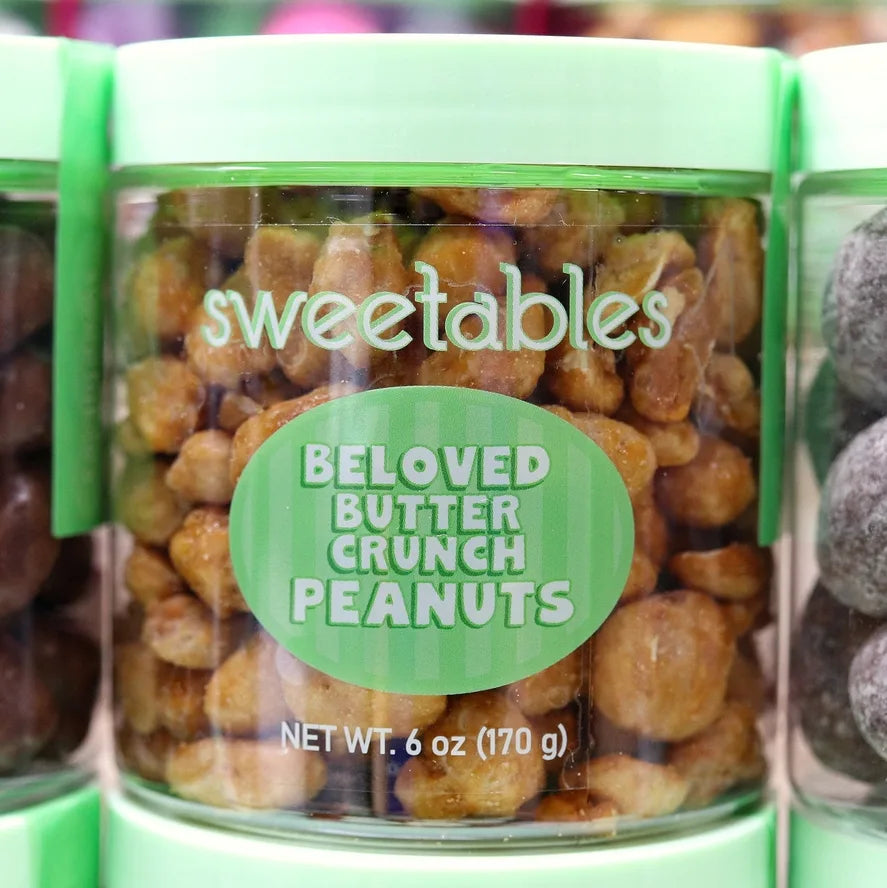 sweetables
BELOVED
BUTTER
CRUNCH
PEANUTS
NET WT. 6 oz (170 g)